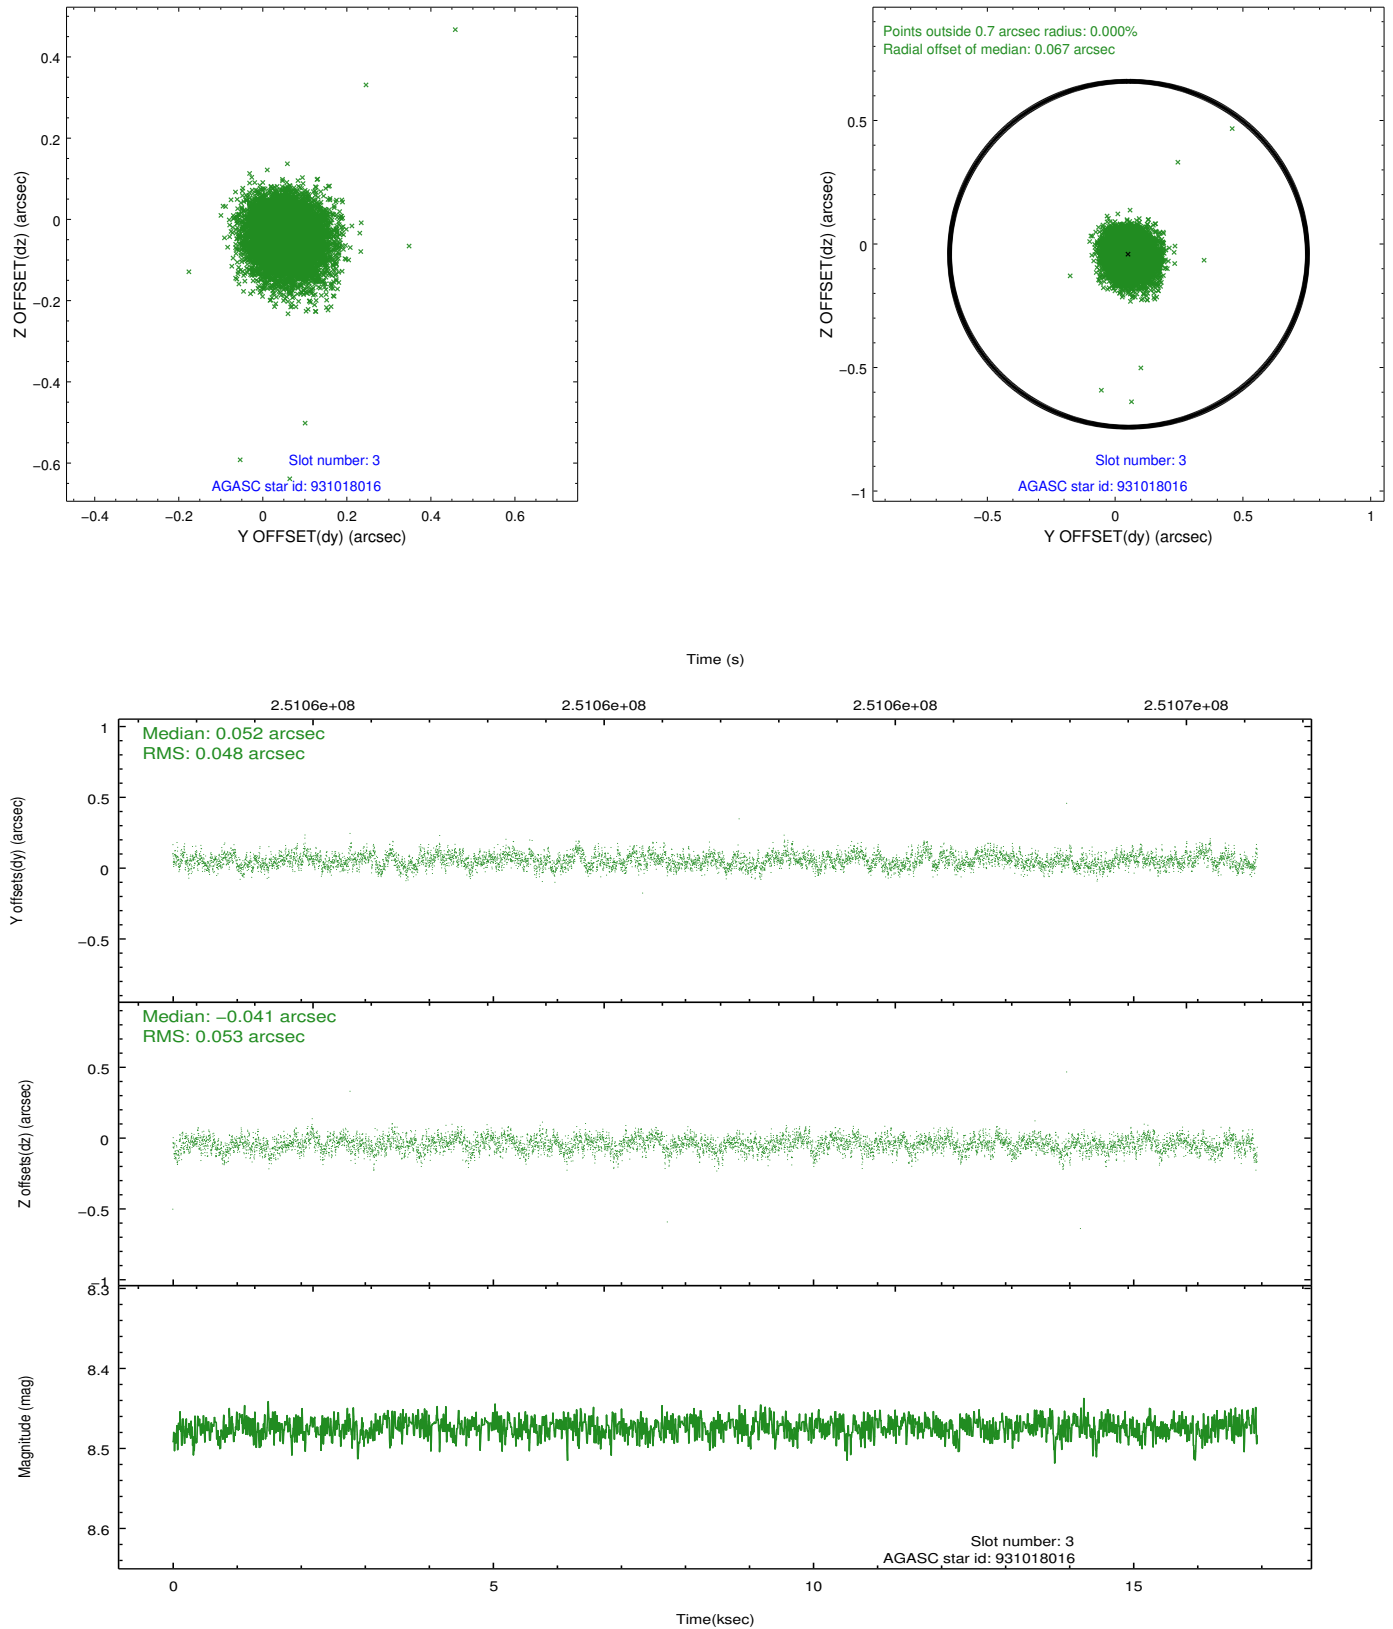 0.4
0.2
0
−0.2
−0.4
−0.6
Z OFFSET(dz) (arcsec)
Slot number: 3
AGASC star id: 931018016
−0.4
−0.2
0
0.2
0.4
0.6
Y OFFSET(dy) (arcsec)
Points outside 0.7 arcsec radius: 0.000%
Radial offset of median: 0.067 arcsec
0.5
0
−0.5
−1
Z OFFSET(dz) (arcsec)
Slot number: 3
AGASC star id: 931018016
−0.5
0
0.5
1
Y OFFSET(dy) (arcsec)
Time (s)
2.5106e+08
2.5106e+08
2.5106e+08
2.5107e+08
Median: 0.052 arcsec
RMS: 0.048 arcsec
1
0.5
0
−0.5
Y offsets(dy) (arcsec)
Median: −0.041 arcsec
RMS: 0.053 arcsec
0.5
0
−0.5
−1
Z offsets(dz) (arcsec)
8.3
8.4
8.5
8.6
Magnitude (mag)
Slot number: 3
AGASC star id: 931018016
0
5
10
15
Time(ksec)